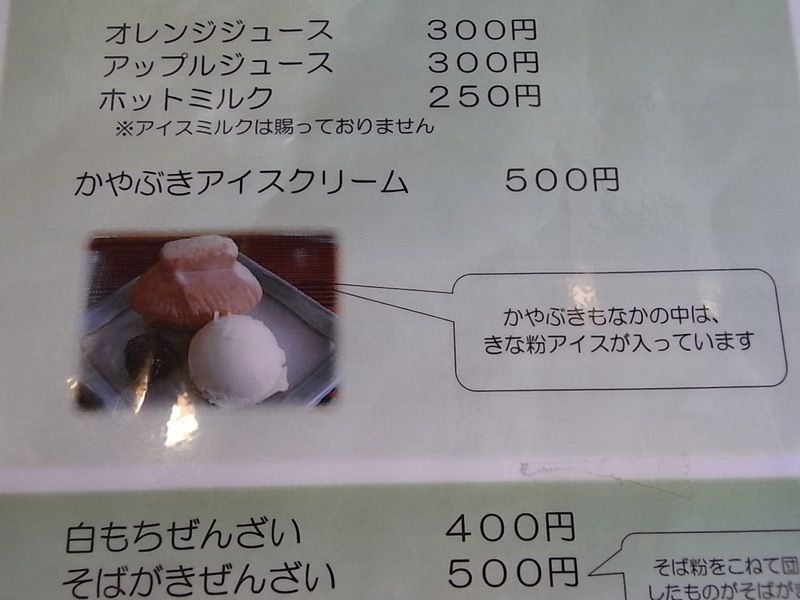 オレンジジュース　３００円
アップルジュース　３００円
ホットミルク　２５０円
※アイスミルクは賜っておりません
かやぶきアイスクリーム　５００円
かやぶきもなかの中は、
きな粉アイスが入っています
白もちぜんざい　４００円
そばがきぜんざい　５００円
そば粉をこねて団
したものがそばが